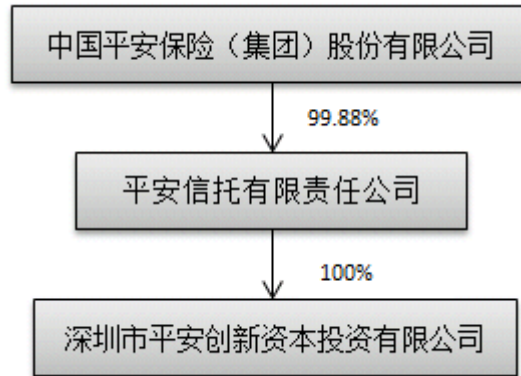 中国平安保险（集团）股份有限公司
99.88%
平安信托有限责任公司
100%
深圳市平安创新资本投资有限公司